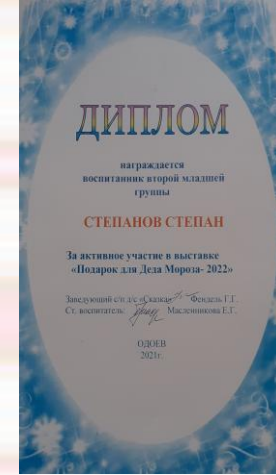 ДИПЛОМ
награждается
воспитанник второй младшей
группы
СТЕПАНОВ СТЕПАН
За активное участие в выставке
«Подарок для Деда Мороза- 2022»
Заведующий с/п д/с «Сказка» Фендель Г.Г.
Ст. воспитатель: Масленникова Е.Г.
ОДОЕВ
2021г.